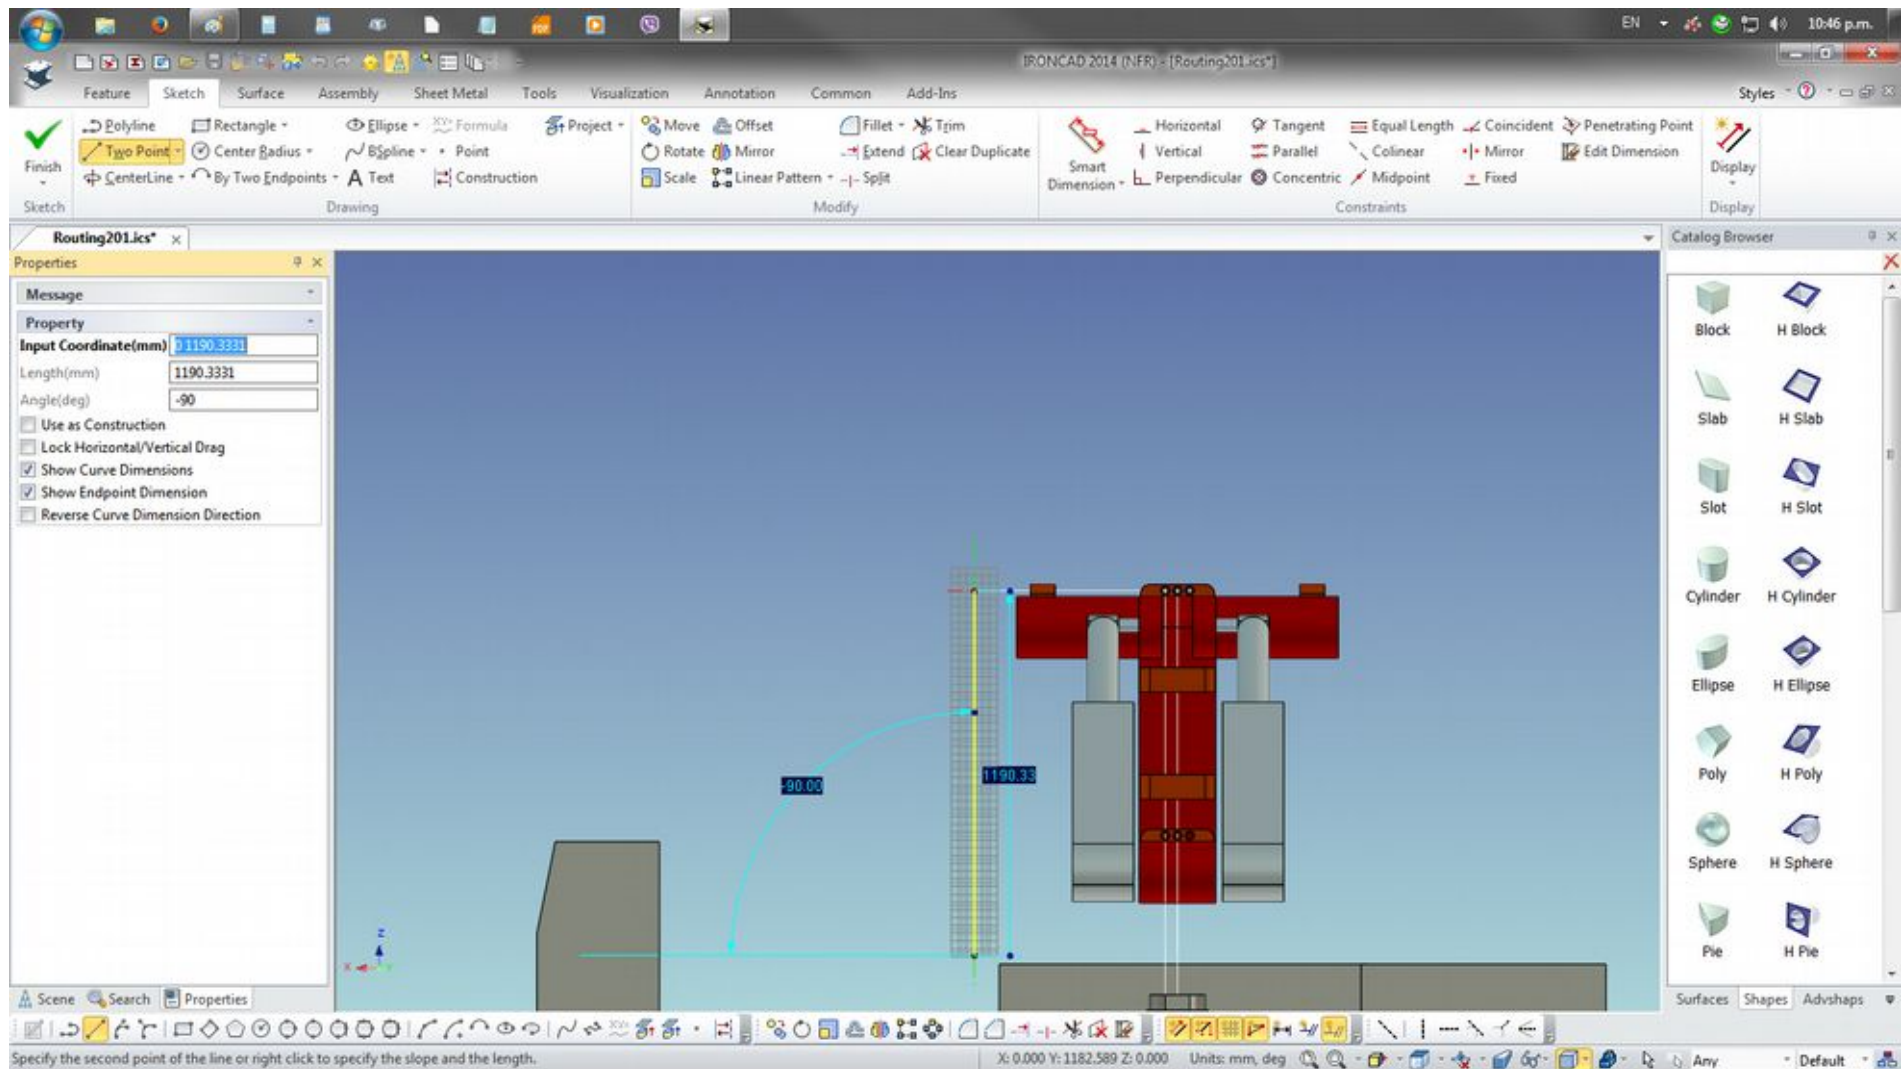 EN
10:46 p.m.
IRONCAD 2014 (NFR) - [Routing201.ics*]
Feature Sketch Surface Assembly Sheet Metal Tools Visualization Annotation Common Add-Ins Styles
Polyline Rectangle Ellipse Formula Project Move Offset Fillet Trim Horizontal Tangent Equal Length Coincident Penetrating Point
Finish Two Point Center Radius BSpline Point Rotate Mirror Extend Clear Duplicate Smart Dimension Vertical Parallel Colinear Mirror Edit Dimension Display
CenterLine By Two Endpoints Text Construction Scale Linear Pattern Split Perpendicular Concentric Midpoint Fixed
Sketch Drawing Modify Constraints Display
Routing201.ics*
Catalog Browser
Properties
Message
Property
Input Coordinate(mm) 0 1190.3331
Length(mm) 1190.3331
Angle(deg) -90
Use as Construction
Lock Horizontal/Vertical Drag
Show Curve Dimensions
Show Endpoint Dimension
Reverse Curve Dimension Direction
Block H Block
Slab H Slab
Slot H Slot
Cylinder H Cylinder
Ellipse H Ellipse
Poly H Poly
Sphere H Sphere
Pie H Pie
1190.33
-90.00
Z
X
Y
Scene Search Properties
Surfaces Shapes Advshaps
Specify the second point of the line or right click to specify the slope and the length.
X: 0.000 Y: 1182.589 Z: 0.000 Units: mm, deg
Any
Default